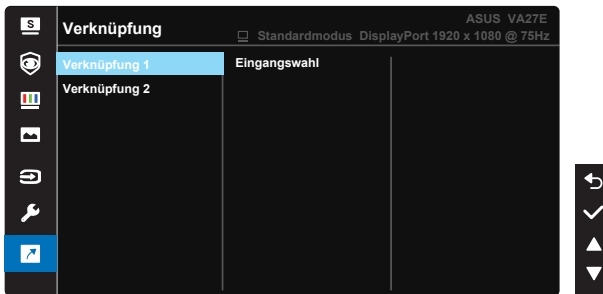 S
Verknüpfung
ASUS VA27E
Standardmodus DisplayPort 1920 x 1080 @ 75Hz
Verknüpfung 1
Eingangswahl
Verknüpfung 2